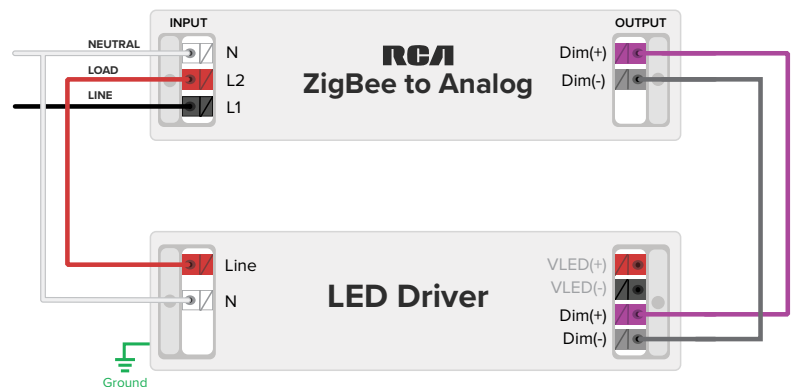 INPUT
OUTPUT
NEUTRAL
N
LOAD
L2
LINE
L1
RCA
ZigBee to Analog
Dim(+)
Dim(-)
Line
N
LED Driver
VLED(+)
VLED(-)
Dim(+)
Dim(-)
Ground